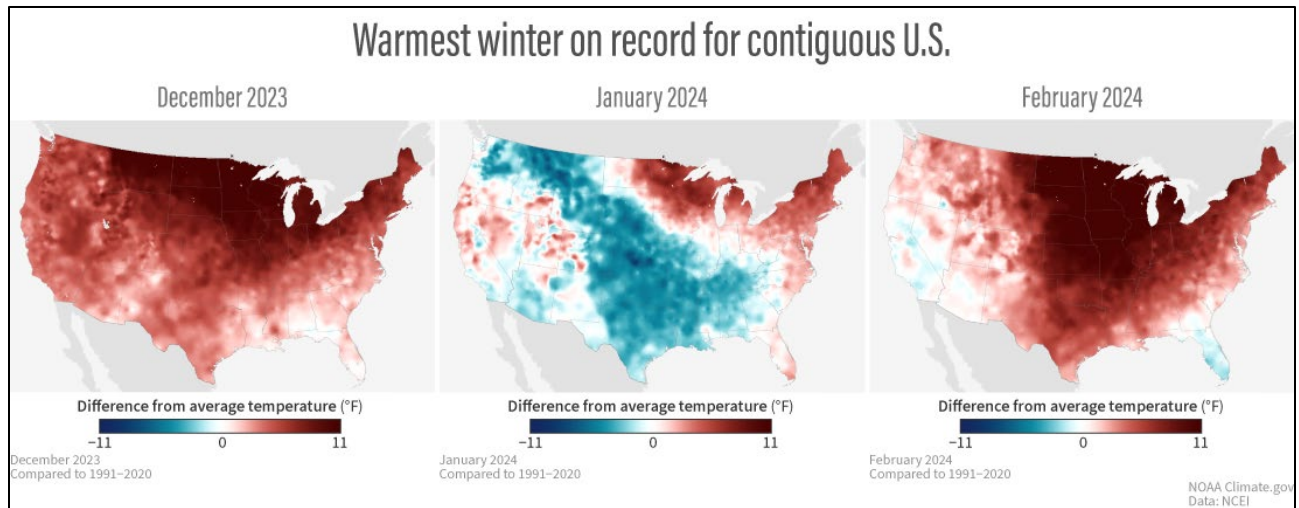 Warmest winter on record for contiguous U.S.
December 2023
January 2024
February 2024
Difference from average temperature (°F)
−11 0 11
December 2023
Compared to 1991–2020
Difference from average temperature (°F)
−11 0 11
January 2024
Compared to 1991–2020
Difference from average temperature (°F)
−11 0 11
February 2024
Compared to 1991–2020
NOAA Climate.gov
Data: NCEI